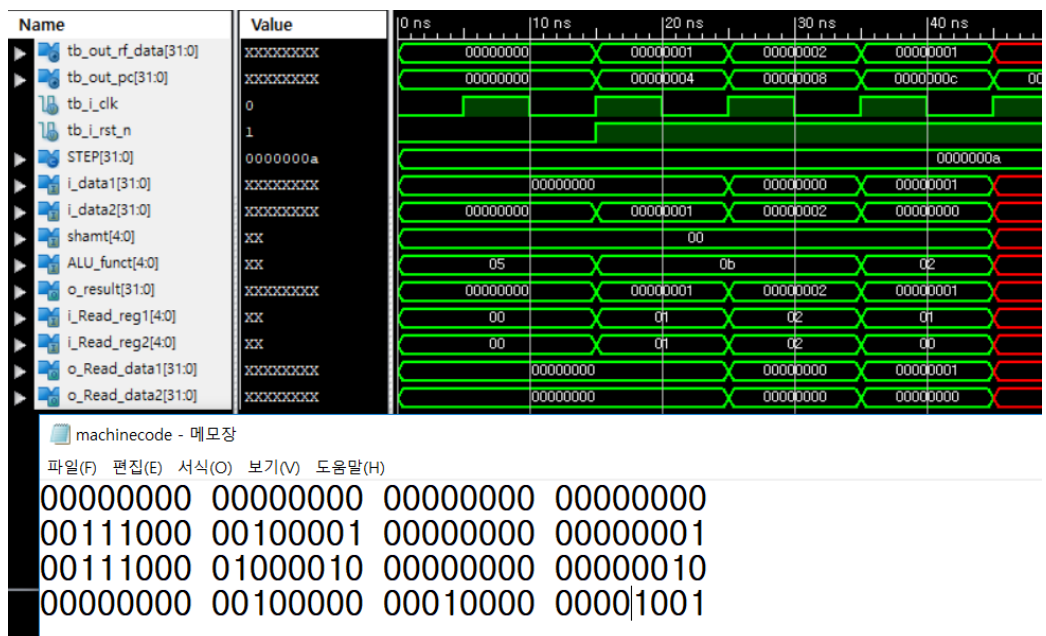 Name Value 0 ns 10 ns 20 ns 30 ns 40 ns
tb_out_rf_data[31:0] XXXXXXXX 00000000 00000001 00000002 00000001
tb_out_pc[31:0] XXXXXXXX 00000000 00000004 00000008 0000000c 00
tb_i_clk 0
tb_i_rst_n 1
STEP[31:0] 0000000a 0000000a
i_data1[31:0] XXXXXXXX 00000000 00000000 00000001
i_data2[31:0] XXXXXXXX 00000000 00000001 00000002 00000000
shamt[4:0] XX 00
ALU_funct[4:0] XX 05 0b 02
o_result[31:0] XXXXXXXX 00000000 00000001 00000002 00000001
i_Read_reg1[4:0] XX 00 01 02 01
i_Read_reg2[4:0] XX 00 01 02 00
o_Read_data1[31:0] XXXXXXXX 00000000 00000000 00000001
o_Read_data2[31:0] XXXXXXXX 00000000 00000000 00000000
machinecode - 메모장
파일(F) 편집(E) 서식(O) 보기(V) 도움말(H)
00000000 00000000 00000000 00000000
00111000 00100001 00000000 00000001
00111000 01000010 00000000 00000010
00000000 00100000 00010000 00001001